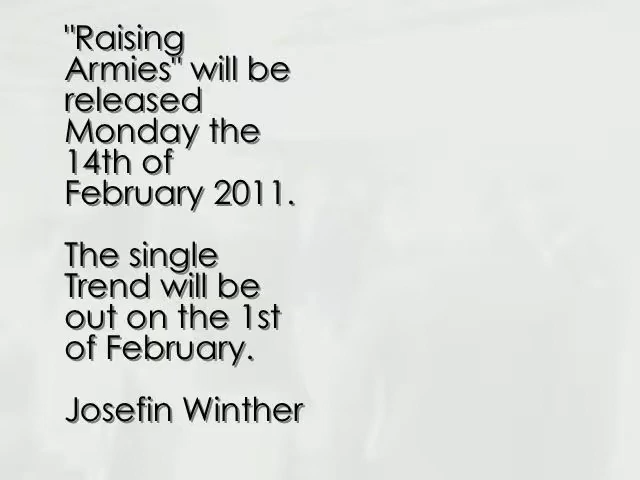 "Raising
Armies" will be
released
Monday the
14th of
February 2011.
The single
Trend will be
out on the 1st
of February.
Josefin Winther